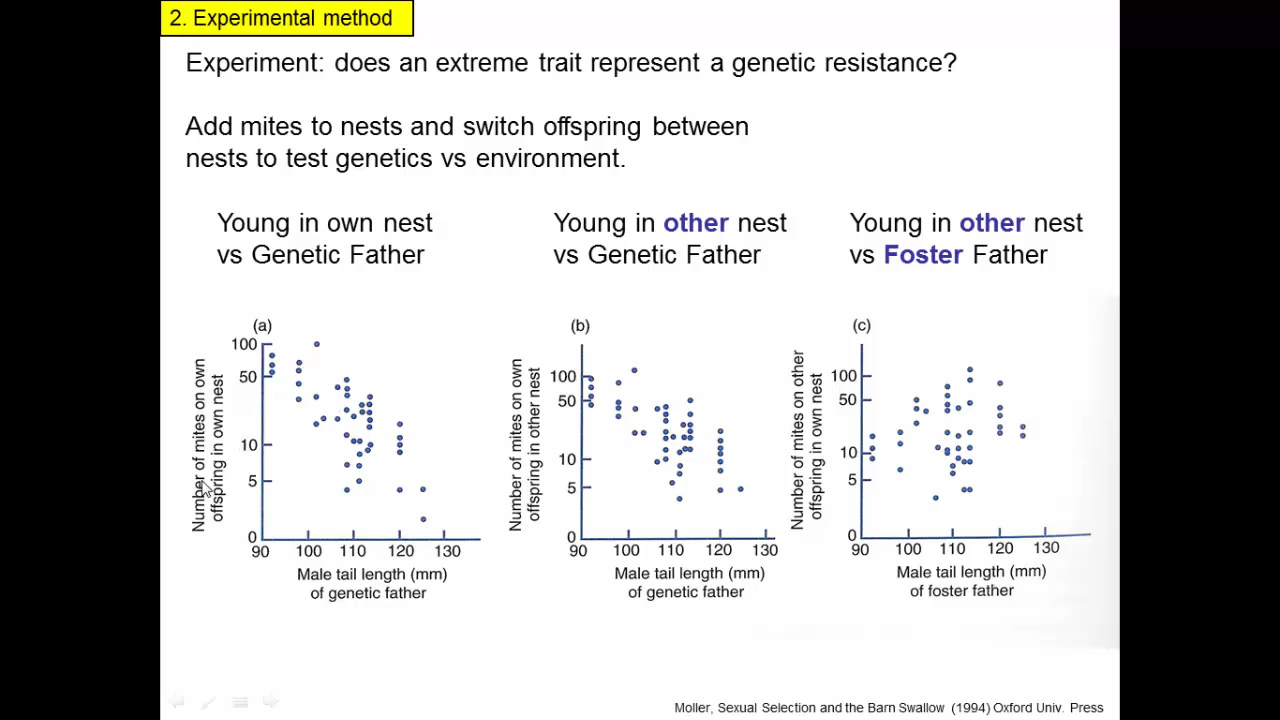 2. Experimental method
Experiment: does an extreme trait represent a genetic resistance?
Add mites to nests and switch offspring between
nests to test genetics vs environment.
Young in own nest
vs Genetic Father
Young in other nest
vs Genetic Father
Young in other nest
vs Foster Father
(a)
Number of mites on own
offspring in own nest
100
50
10
5
0
90 100 110 120 130
Male tail length (mm)
of genetic father
(b)
Number of mites on own
offspring in other nest
100
50
10
5
0
90 100 110 120 130
Male tail length (mm)
of genetic father
(c)
Number of mites on other
offspring in own nest
100
50
10
5
0
90 100 110 120 130
Male tail length (mm)
of foster father
Moller, Sexual Selection and the Barn Swallow (1994) Oxford Univ. Press